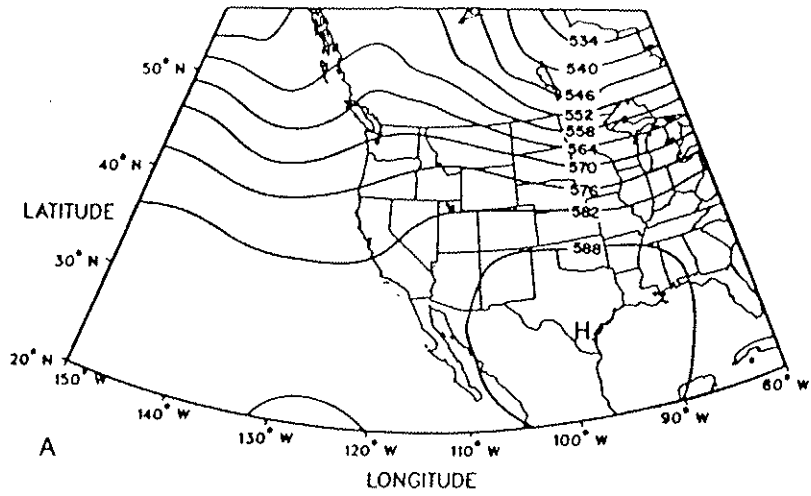 50° N
40° N
LATITUDE
30° N
20° N
150° W
140° W
130° W
120° W
110° W
100° W
90° W
80° W
LONGITUDE
A
534
540
546
552
558
564
570
576
582
588
H